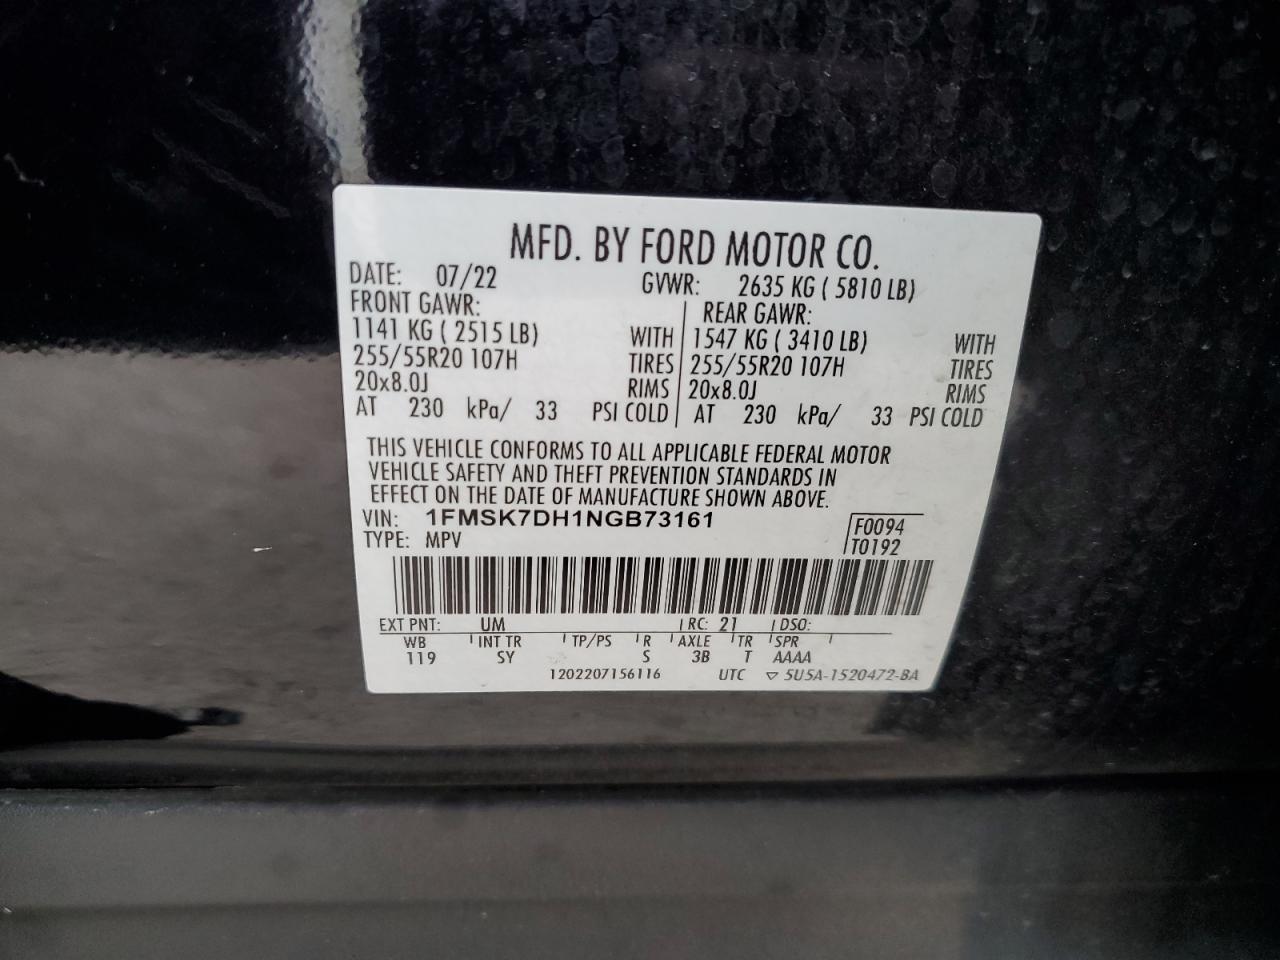 MFD. BY FORD MOTOR CO.
DATE: 07/22 GVWR: 2635 KG ( 5810 LB)
FRONT GAWR: REAR GAWR:
1141 KG ( 2515 LB) WITH 1547 KG ( 3410 LB) WITH
255/55R20 107H TIRES 255/55R20 107H TIRES
20x8.0J RIMS 20x8.0J RIMS
AT 230 kPa/ 33 PSI COLD AT 230 kPa/ 33 PSI COLD
THIS VEHICLE CONFORMS TO ALL APPLICABLE FEDERAL MOTOR
VEHICLE SAFETY AND THEFT PREVENTION STANDARDS IN
EFFECT ON THE DATE OF MANUFACTURE SHOWN ABOVE.
VIN: 1FMSK7DH1NGB73161 F0094
TYPE: MPV T0192
EXT PNT: UM RC: 21 DSO:
WB INT TR TP/PS R AXLE TR SPR
119 SY S 3B T AAAA
1202207156116 UTC ▽ 5U5A-1520472-BA